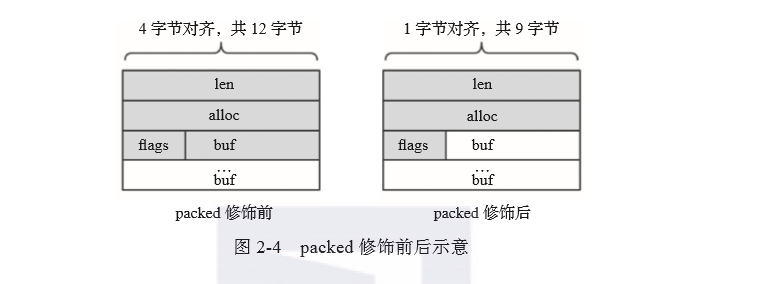 4 字节对齐，共 12 字节
1 字节对齐，共 9 字节
len
len
alloc
alloc
flags buf
flags buf
…
…
buf
buf
packed 修饰前
packed 修饰后
图 2-4 packed 修饰前后示意